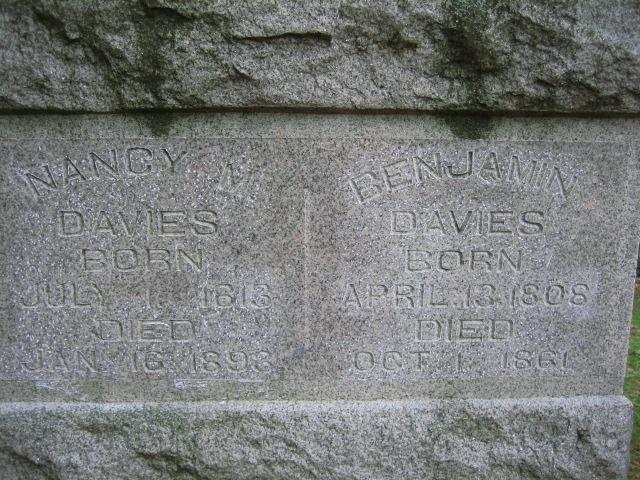 NANCY M.
DAVIES
BORN
JULY 1. 1813
DIED
JAN. 16. 1893
BENJAMIN
DAVIES
BORN
APRIL.13.1808
DIED
OCT. 1. 1861